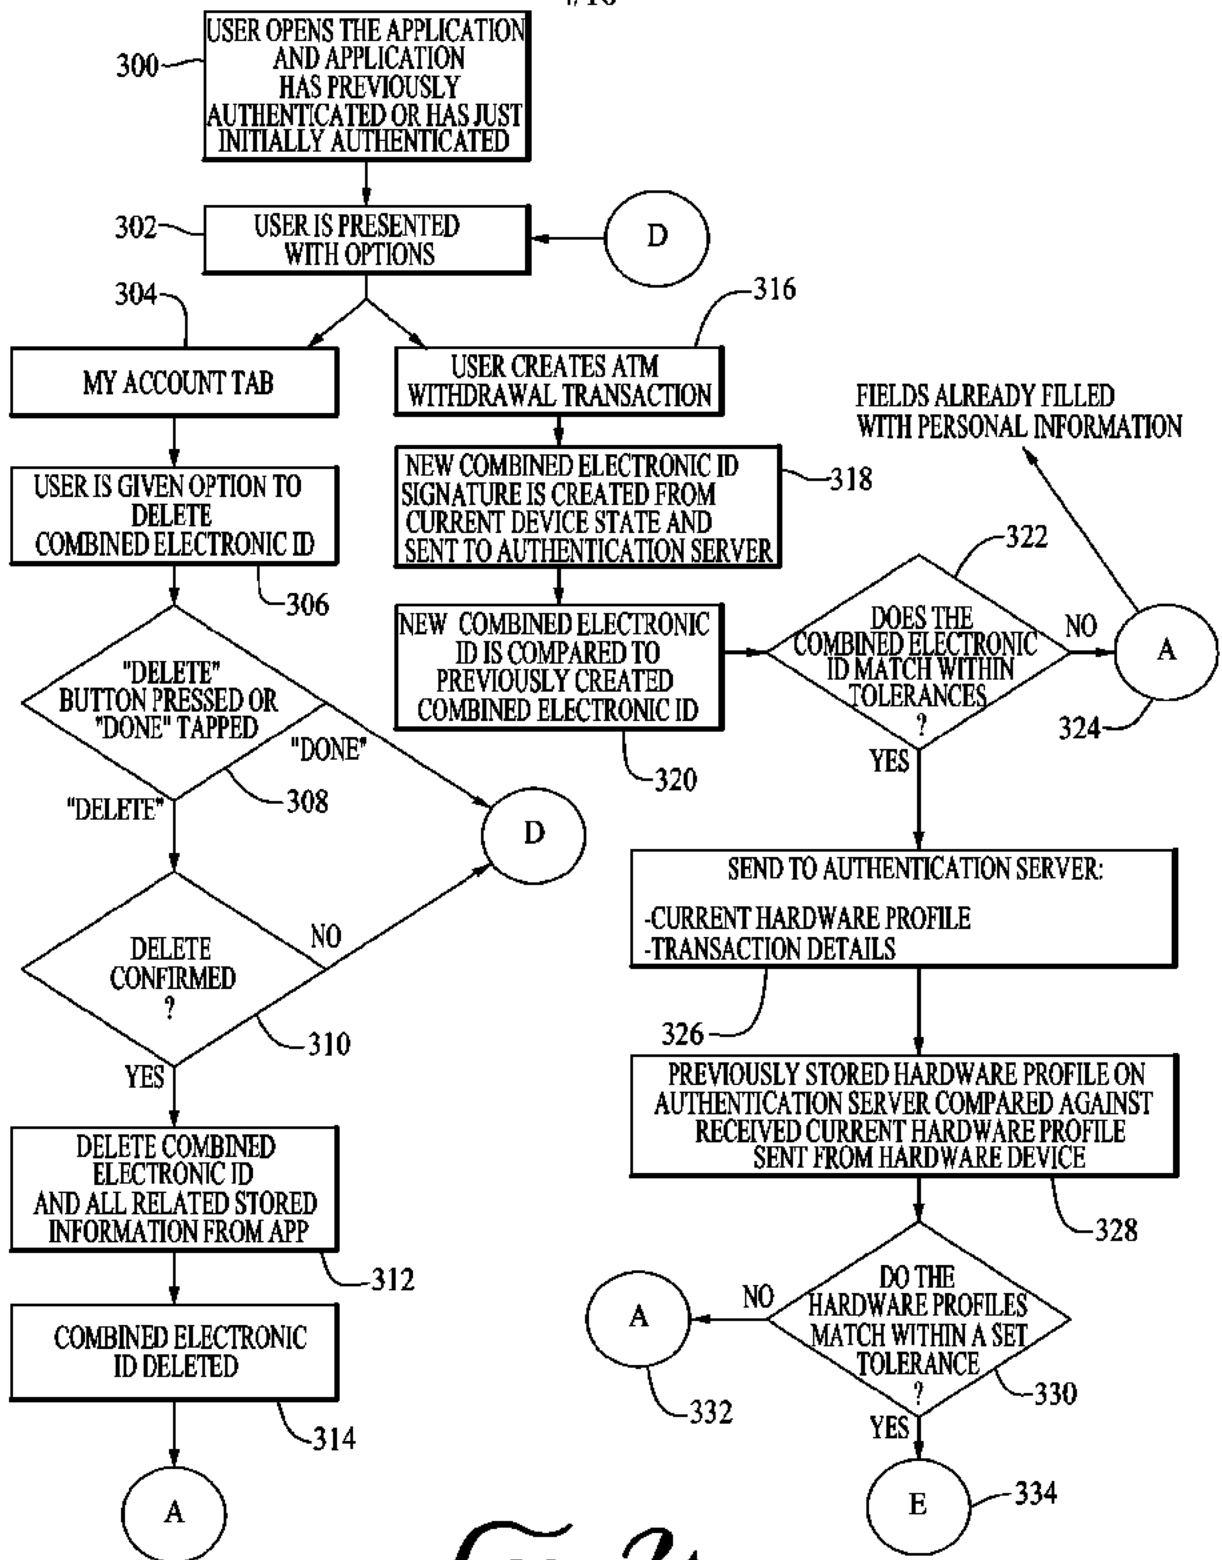 USER OPENS THE APPLICATION
AND APPLICATION
HAS PREVIOUSLY
AUTHENTICATED OR HAS JUST
INITIALLY AUTHENTICATED
300
USER IS PRESENTED
WITH OPTIONS
302
D
304
MY ACCOUNT TAB
316
USER CREATES ATM
WITHDRAWAL TRANSACTION
FIELDS ALREADY FILLED
WITH PERSONAL INFORMATION
USER IS GIVEN OPTION TO
DELETE
COMBINED ELECTRONIC ID
306
NEW COMBINED ELECTRONIC ID
SIGNATURE IS CREATED FROM
CURRENT DEVICE STATE AND
SENT TO AUTHENTICATION SERVER
318
NEW COMBINED ELECTRONIC
ID IS COMPARED TO
PREVIOUSLY CREATED
COMBINED ELECTRONIC ID
320
322
DOES THE
COMBINED ELECTRONIC
ID MATCH WITHIN
TOLERANCES
?
NO
A
324
YES
"DELETE"
BUTTON PRESSED OR
"DONE" TAPPED
"DONE"
308
"DELETE"
D
DELETE
CONFIRMED
?
NO
310
YES
SEND TO AUTHENTICATION SERVER:
-CURRENT HARDWARE PROFILE
-TRANSACTION DETAILS
326
PREVIOUSLY STORED HARDWARE PROFILE ON
AUTHENTICATION SERVER COMPARED AGAINST
RECEIVED CURRENT HARDWARE PROFILE
SENT FROM HARDWARE DEVICE
328
DELETE COMBINED
ELECTRONIC ID
AND ALL RELATED STORED
INFORMATION FROM APP
312
COMBINED ELECTRONIC
ID DELETED
314
A
DO THE
HARDWARE PROFILES
MATCH WITHIN A SET
TOLERANCE
?
330
NO
A
332
YES
E
334